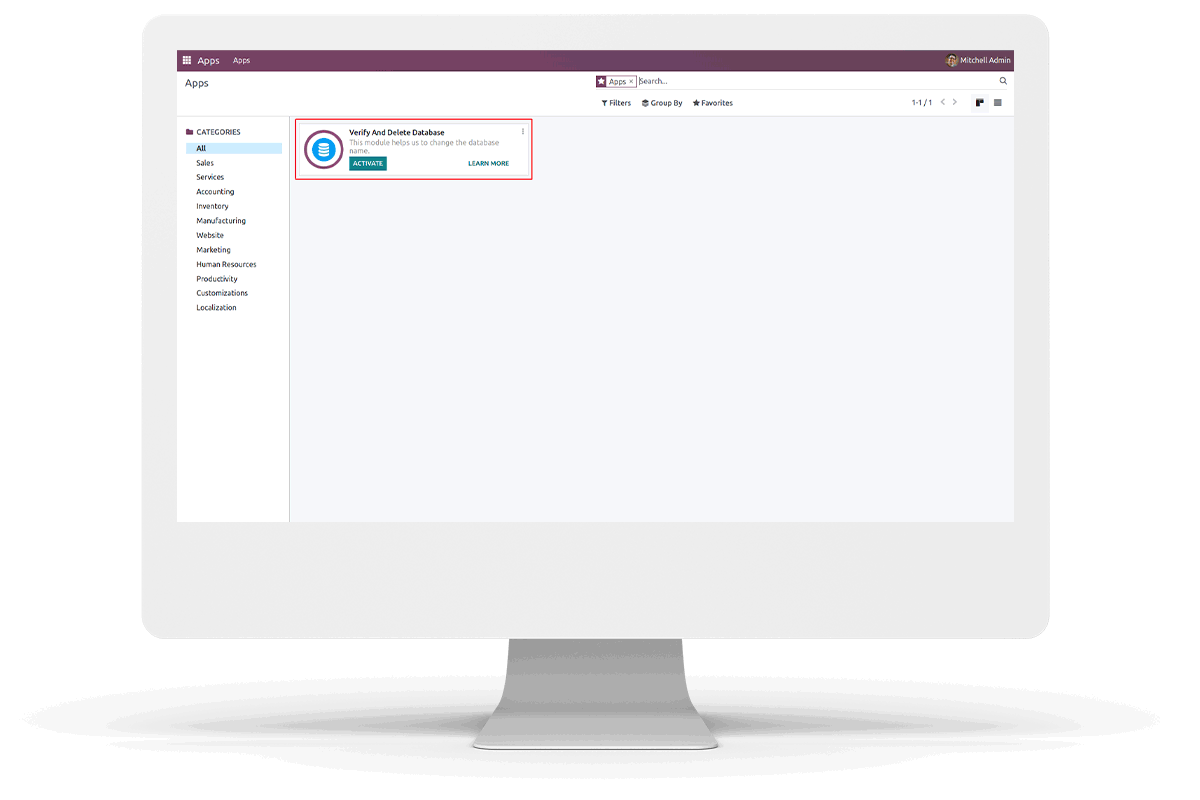 Apps Apps Mitchell Admin
Apps Apps × Search...
Filters Group By Favorites 1-1 / 1
CATEGORIES
All
Sales
Services
Accounting
Inventory
Manufacturing
Website
Marketing
Human Resources
Productivity
Customizations
Localization
Verify And Delete Database
This module helps us to change the database
name.
ACTIVATE LEARN MORE